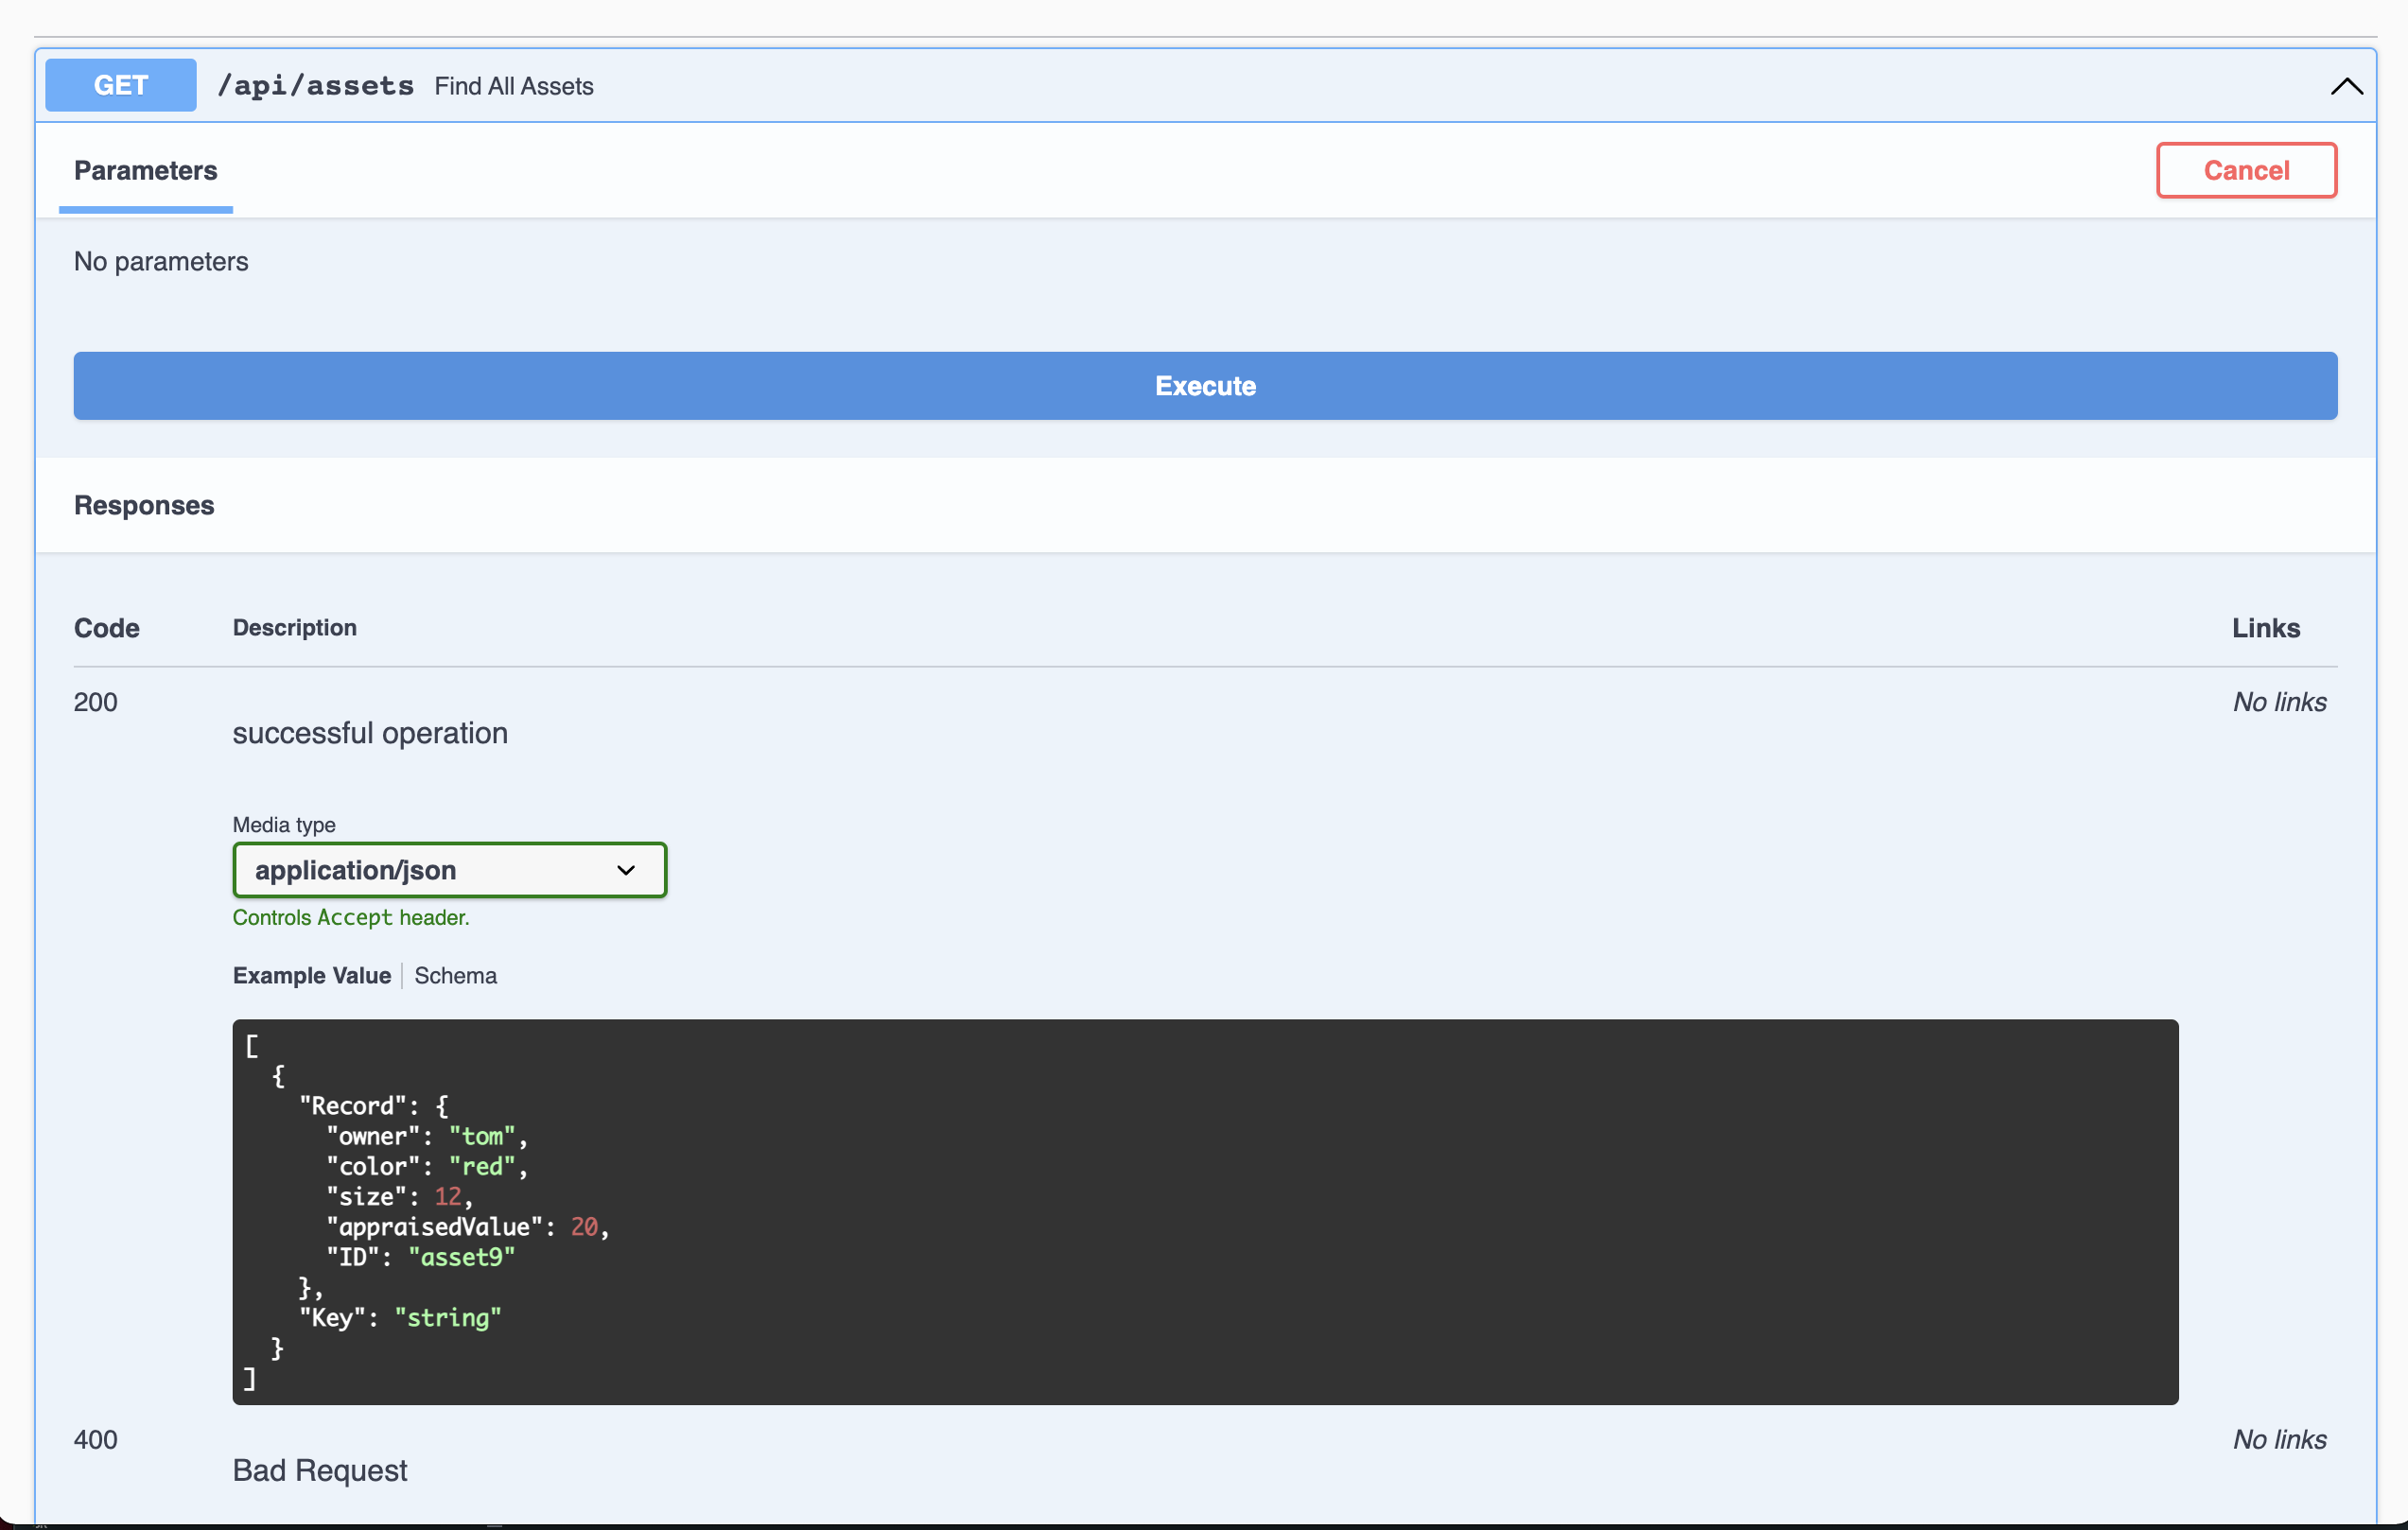 GET /api/assets Find All Assets
Parameters
Cancel
No parameters
Execute
Responses
Code Description Links
200 No links
successful operation
Media type
application/json
Controls Accept header.
Example Value Schema
[
  {
    "Record": {
      "owner": "tom",
      "color": "red",
      "size": 12,
      "appraisedValue": 20,
      "ID": "asset9"
    },
    "Key": "string"
  }
]
400 No links
Bad Request